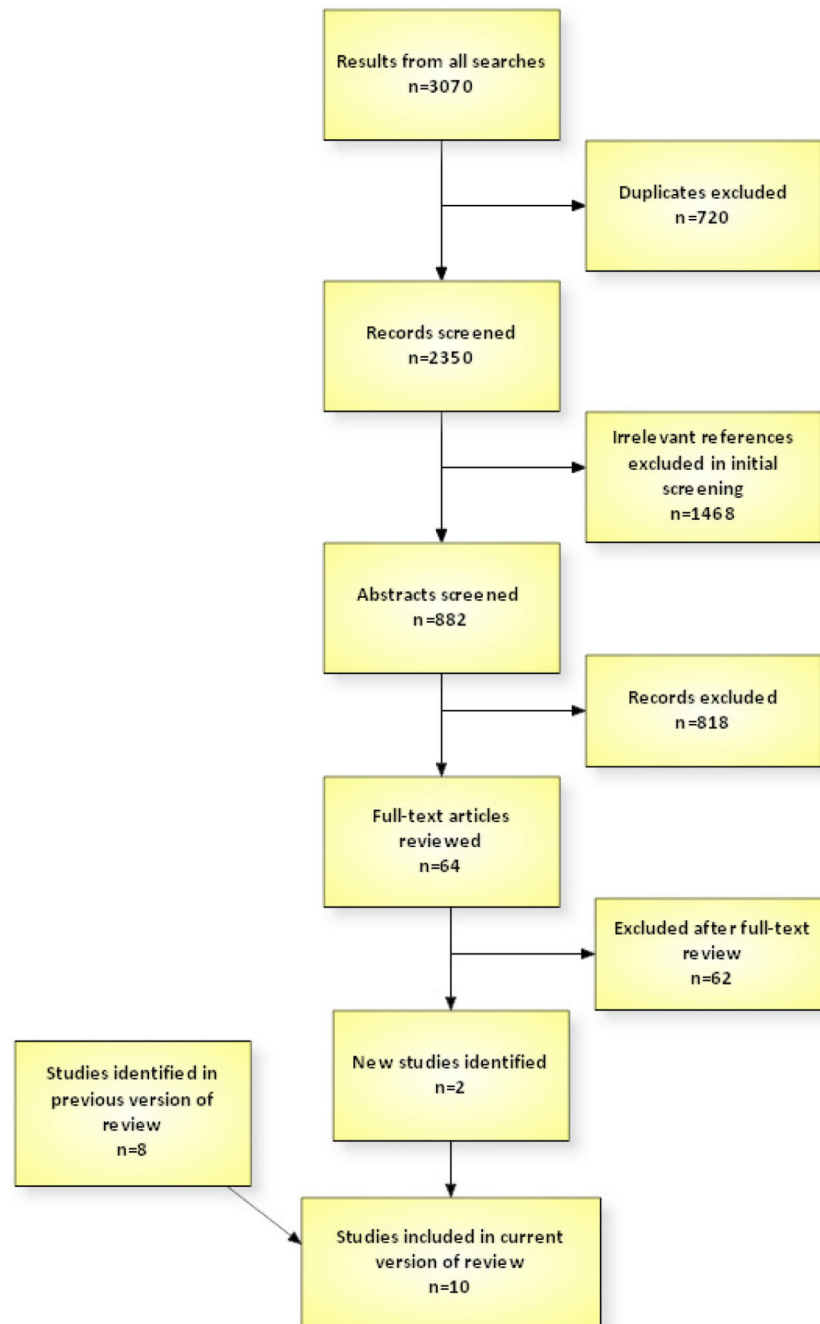 Results from all searches
n=3070
Duplicates excluded
n=720
Records screened
n=2350
Irrelevant references
excluded in initial
screening
n=1468
Abstracts screened
n=882
Records excluded
n=818
Full-text articles
reviewed
n=64
Excluded after full-text
review
n=62
New studies identified
n=2
Studies identified in
previous version of
review
n=8
Studies included in current
version of review
n=10